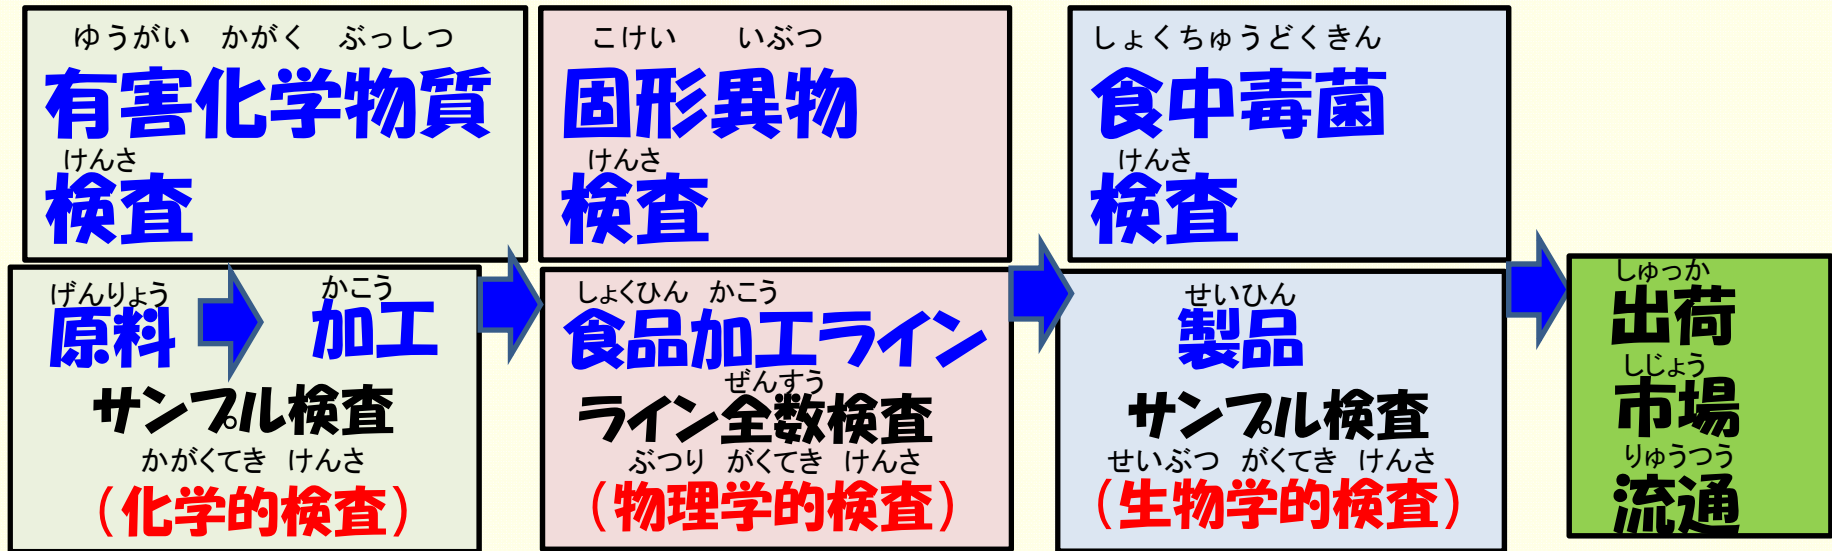 ゆうがい かがく ぶっしつ
有害化学物質
けんさ
検査
こけい いぶつ
固形異物
けんさ
検査
しょくちゅうどくきん
食中毒菌
けんさ
検査
げんりょう かこう
原料 加工
サンプル検査
かがくてき けんさ
(化学的検査)
しょくひん かこう
食品加工ライン
ぜんすう
ライン全数検査
ぶつり がくてき けんさ
(物理学的検査)
せいひん
製品
サンプル検査
せいぶつ がくてき けんさ
(生物学的検査)
しゅっか
出荷
しじょう
市場
りゅうつう
流通